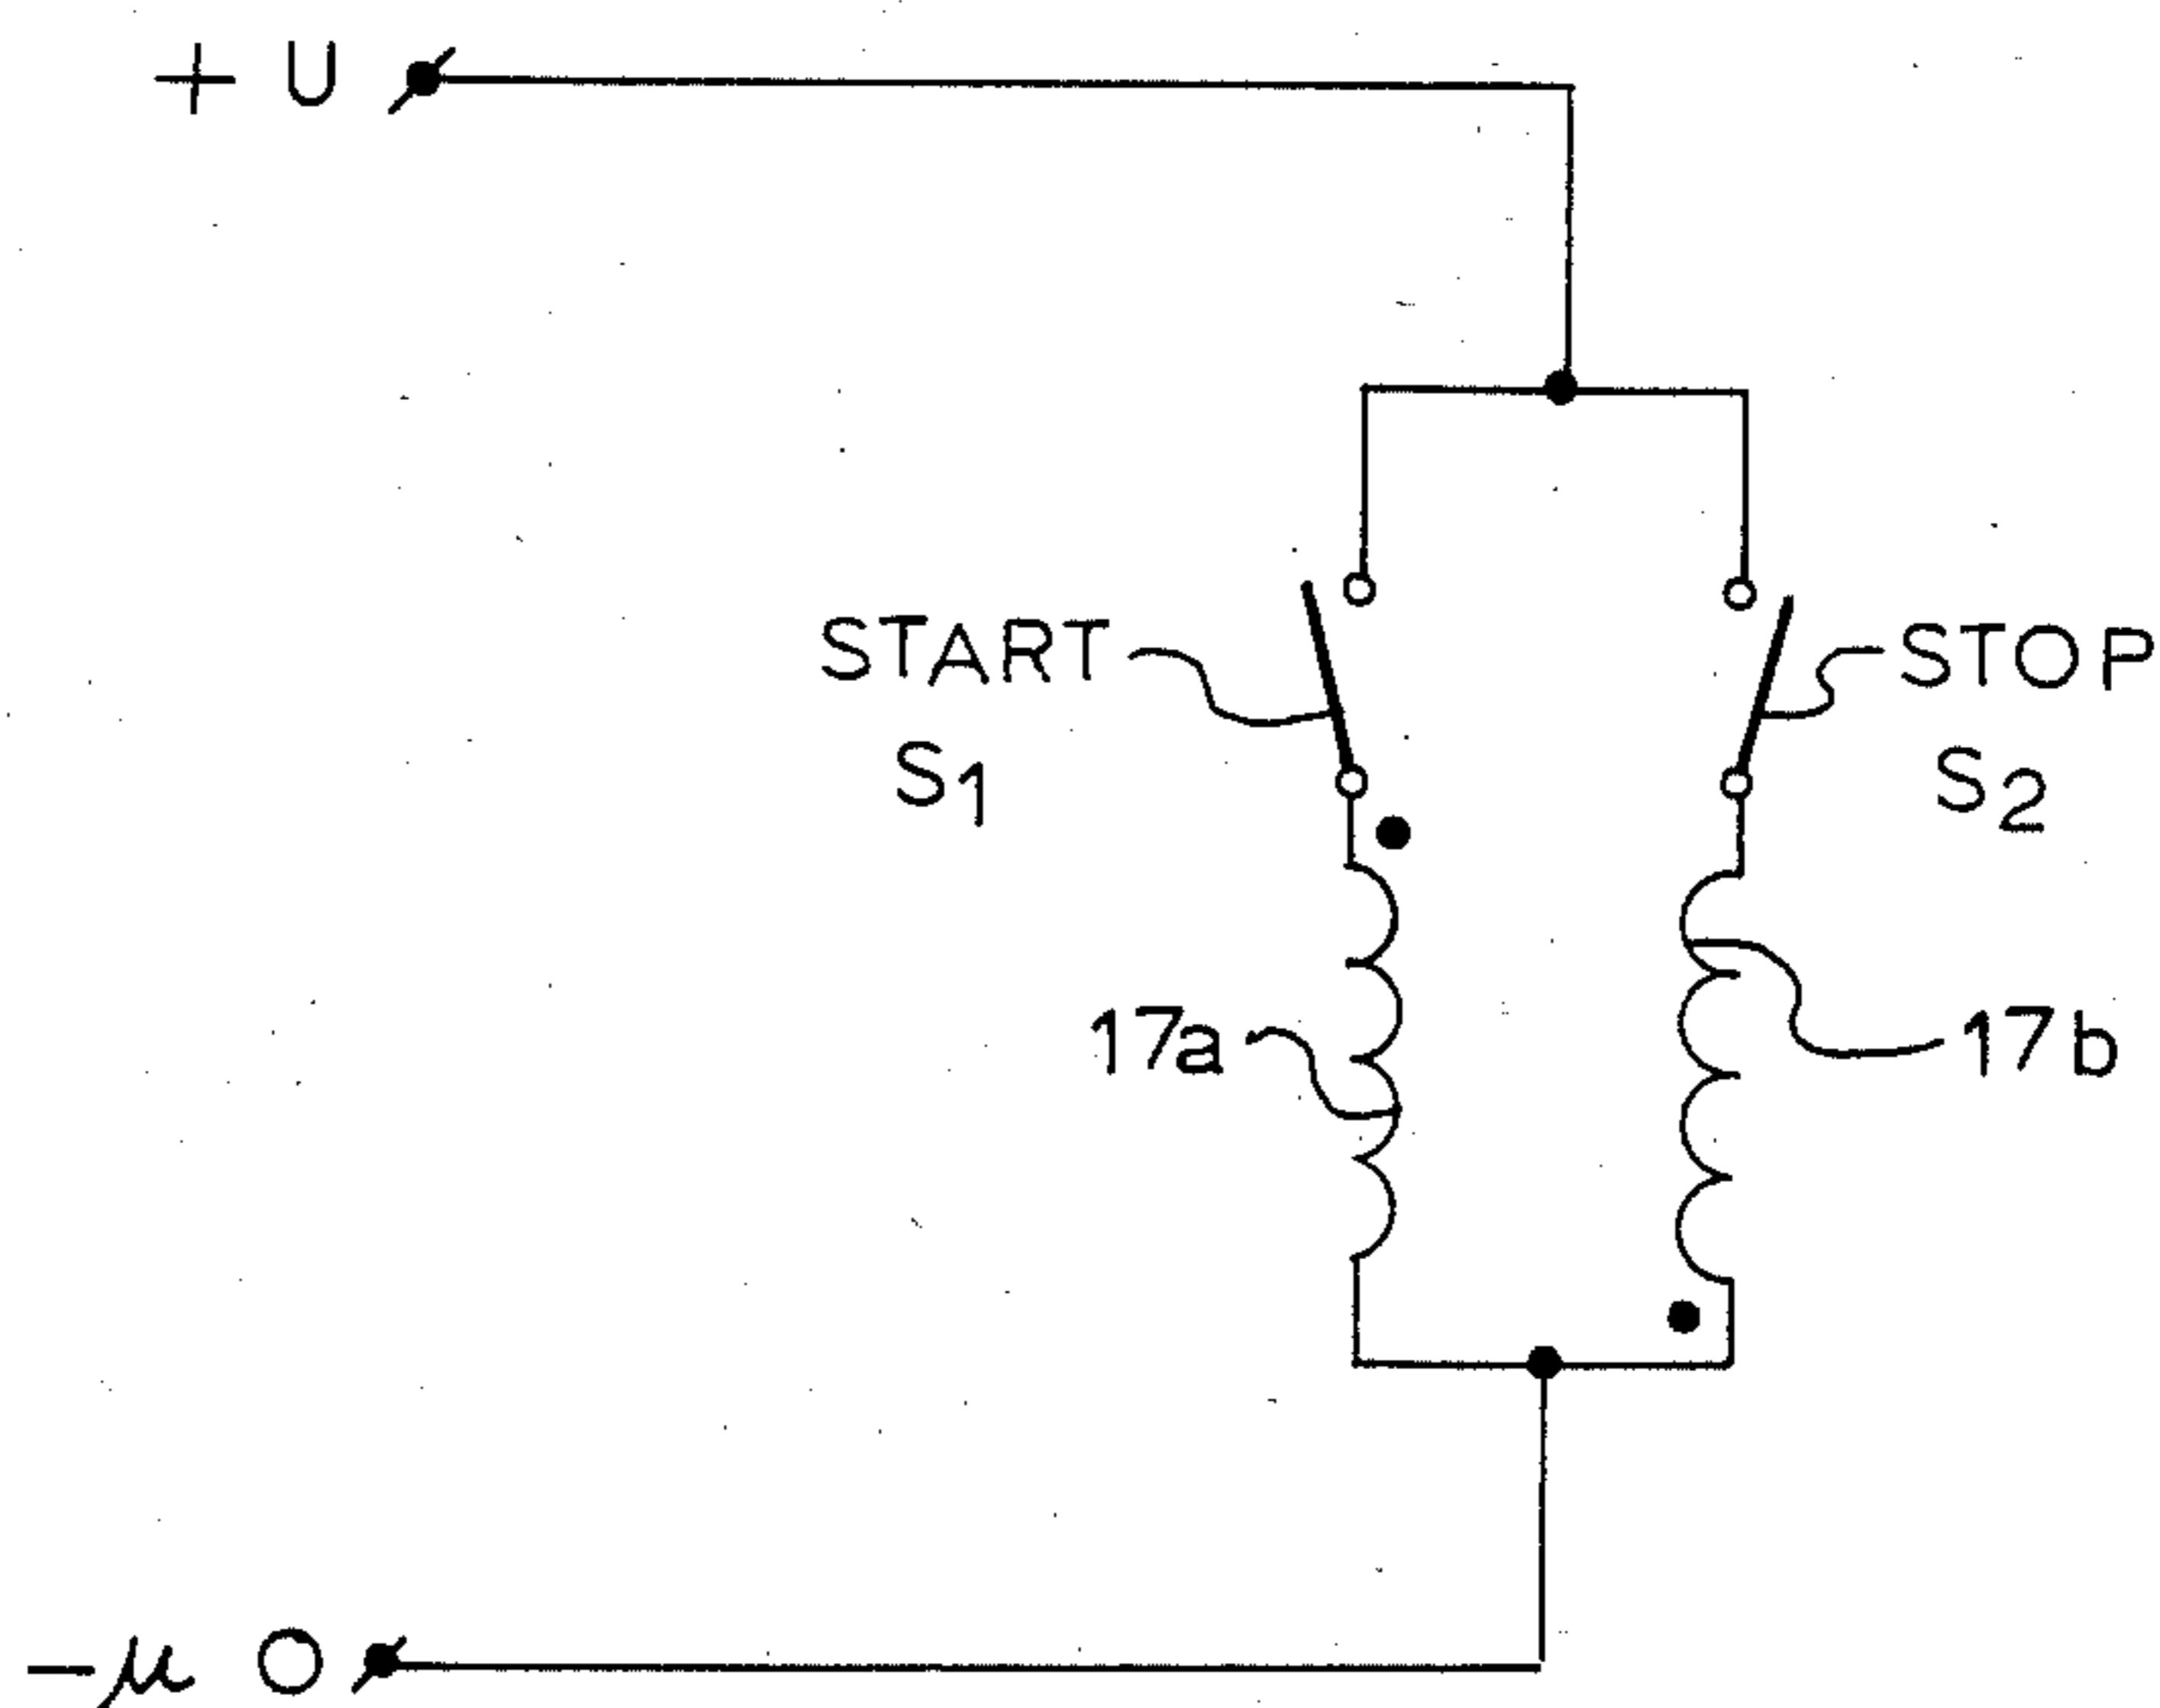 + U
START
S1
STOP
S2
17a
17b
-μ O